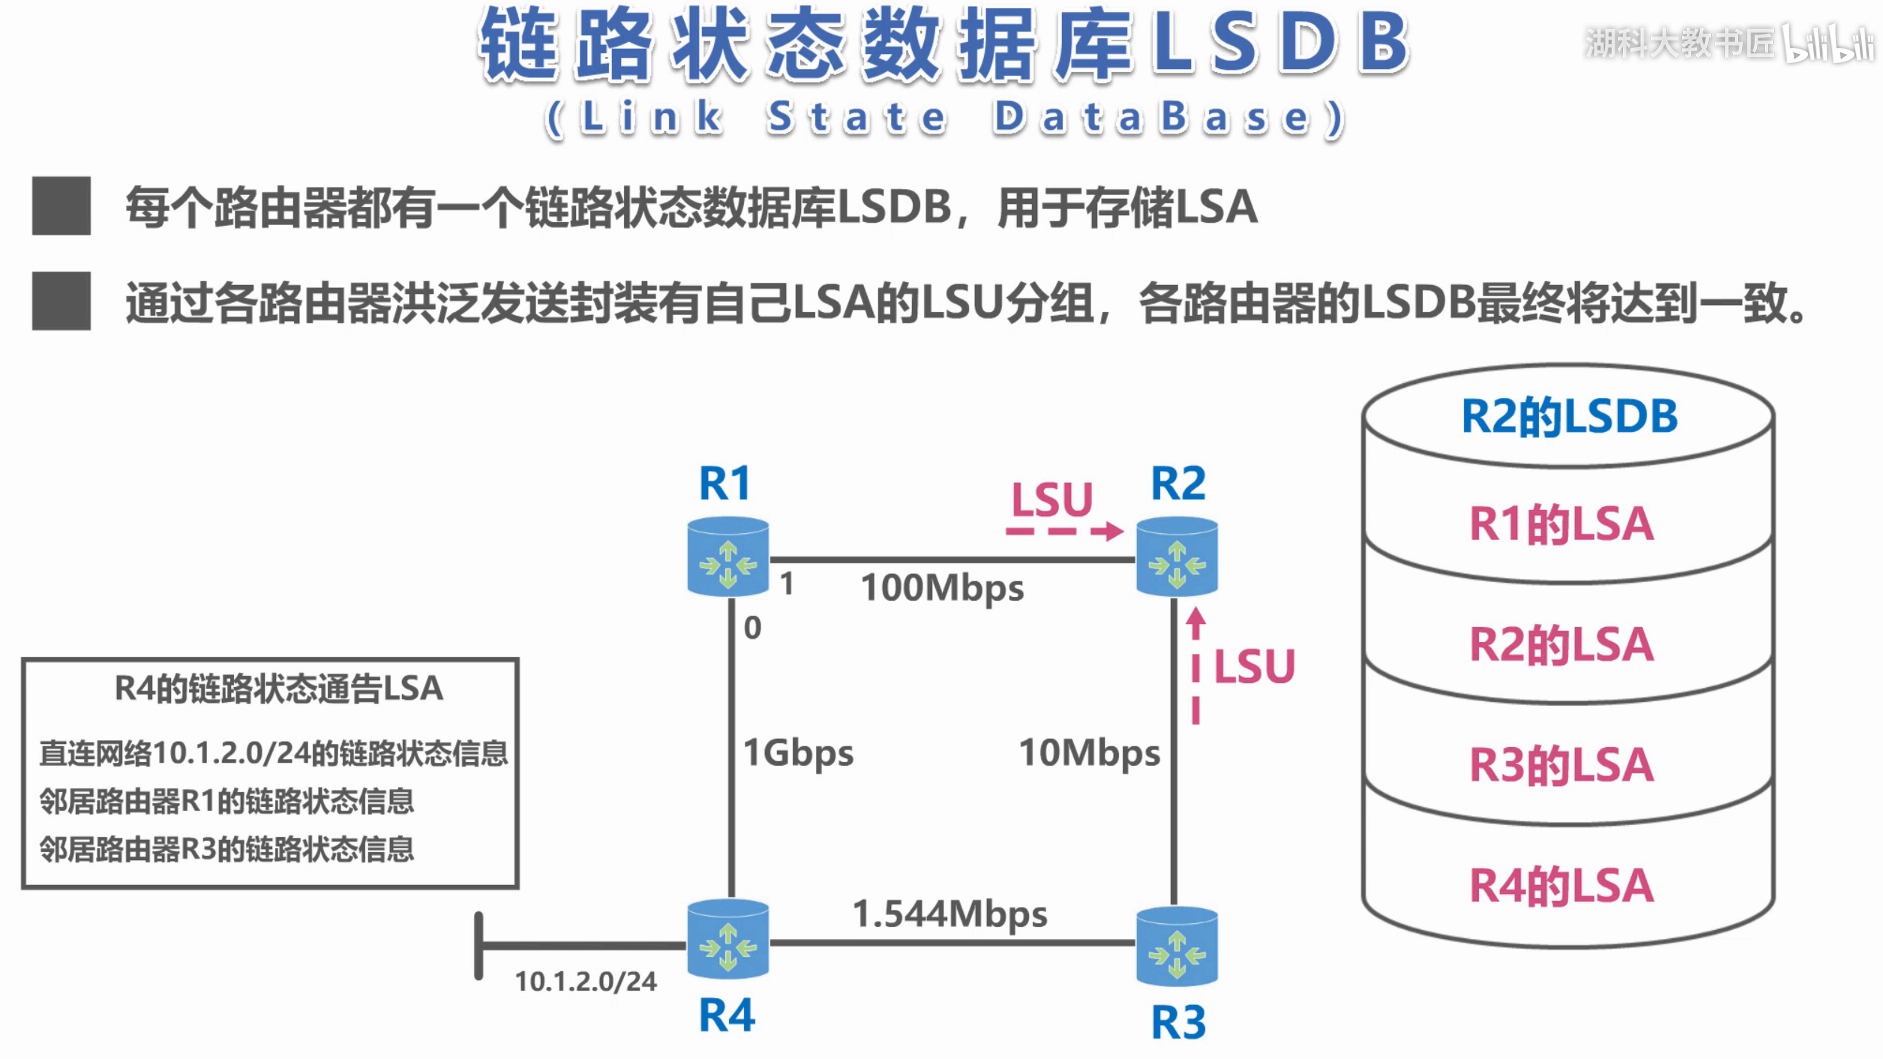 链路状态数据库LSDB
湖科大教书匠 bilibili
(Link State DataBase)
每个路由器都有一个链路状态数据库LSDB，用于存储LSA
通过各路由器洪泛发送封装有自己LSA的LSU分组，各路由器的LSDB最终将达到一致。
R1
LSU
R2
1
100Mbps
0
LSU
1Gbps
10Mbps
R4的链路状态通告LSA
直连网络10.1.2.0/24的链路状态信息
邻居路由器R1的链路状态信息
邻居路由器R3的链路状态信息
1.544Mbps
10.1.2.0/24
R4
R3
R2的LSDB
R1的LSA
R2的LSA
R3的LSA
R4的LSA